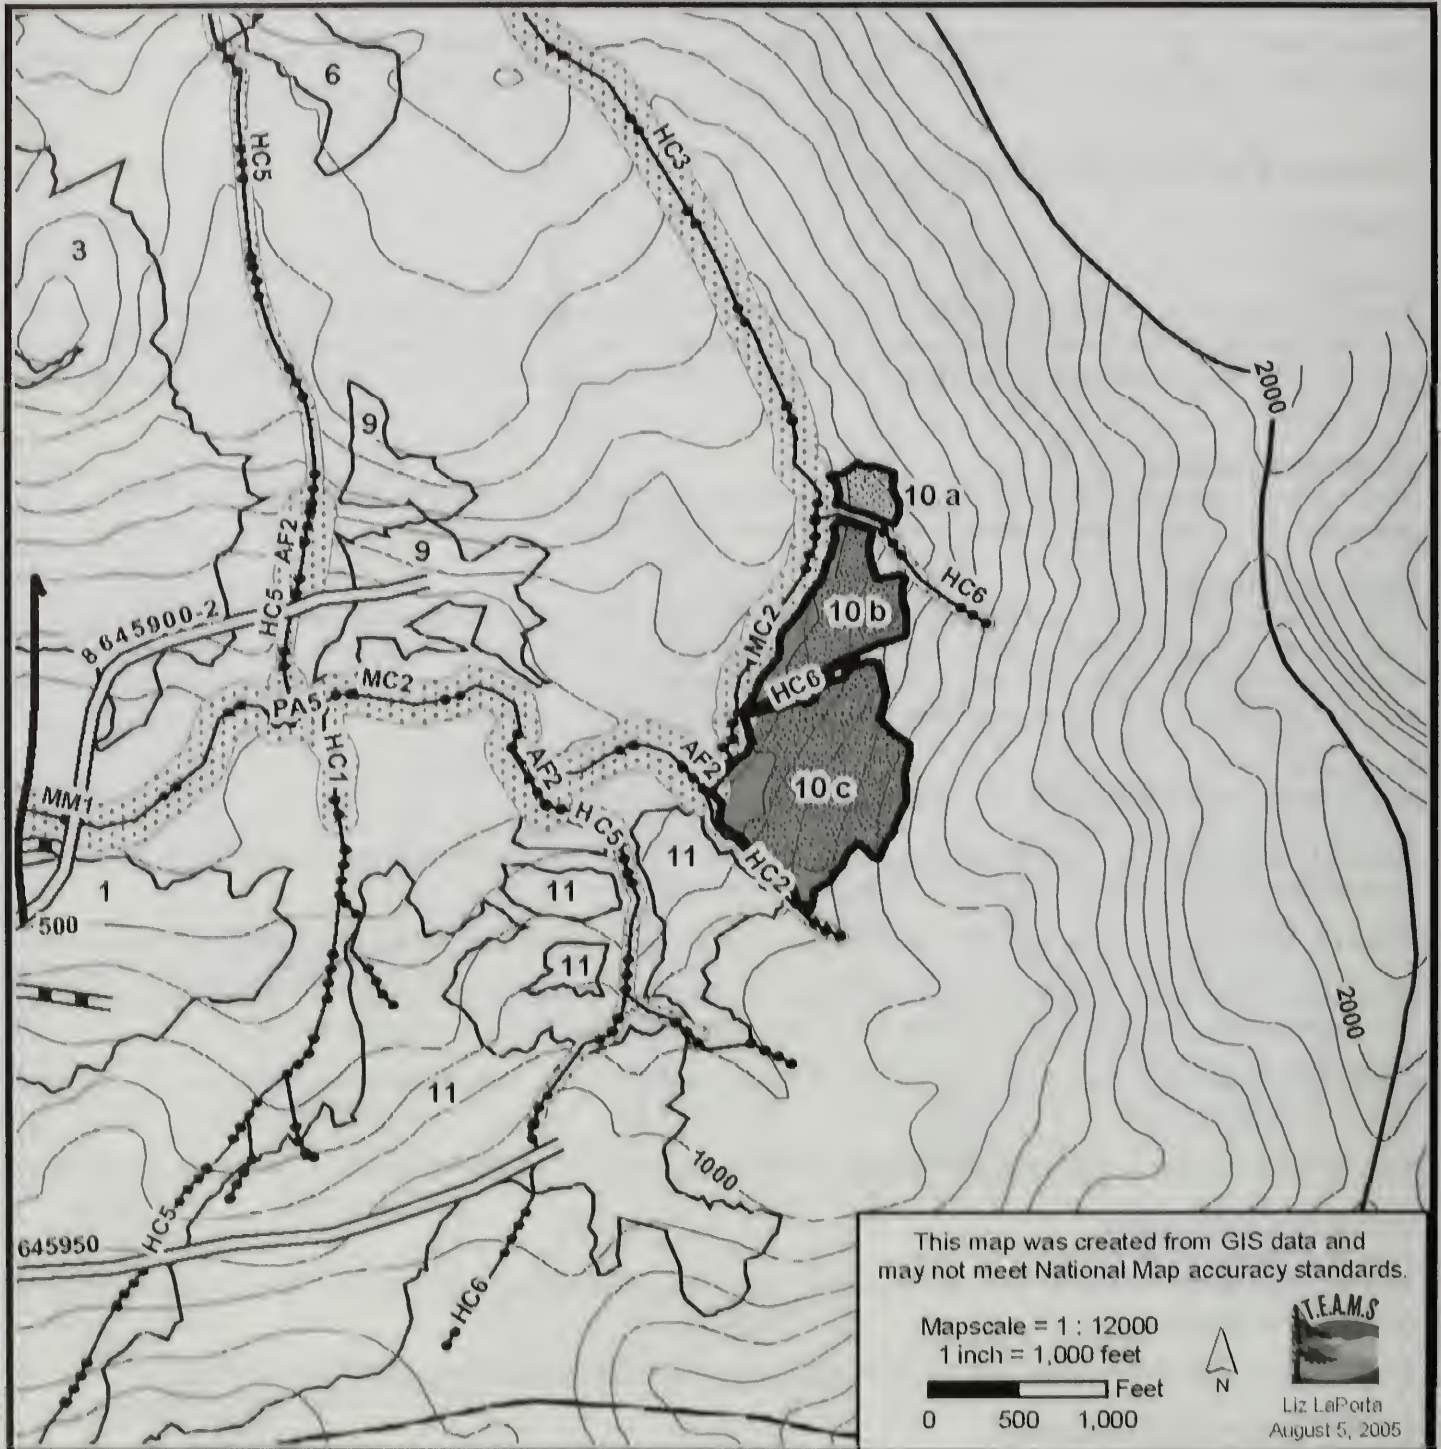 6
HC5
HC3
3
2000
9
10 a
AF2
9
HC6
HC5
8645900-2
10 b
MC2
MC2
HC6
PA5
HC1
AF2
AF2
10 c
MM1
HC5
11
HC2
1
11
500
11
2000
11
1000
HC5
645950
HC6
This map was created from GIS data and
may not meet National Map accuracy standards.
Mapscale = 1 : 12000
1 inch = 1,000 feet
Feet
0 500 1,000
N
T.E.A.M.S
Liz LaPorta
August 5, 2005